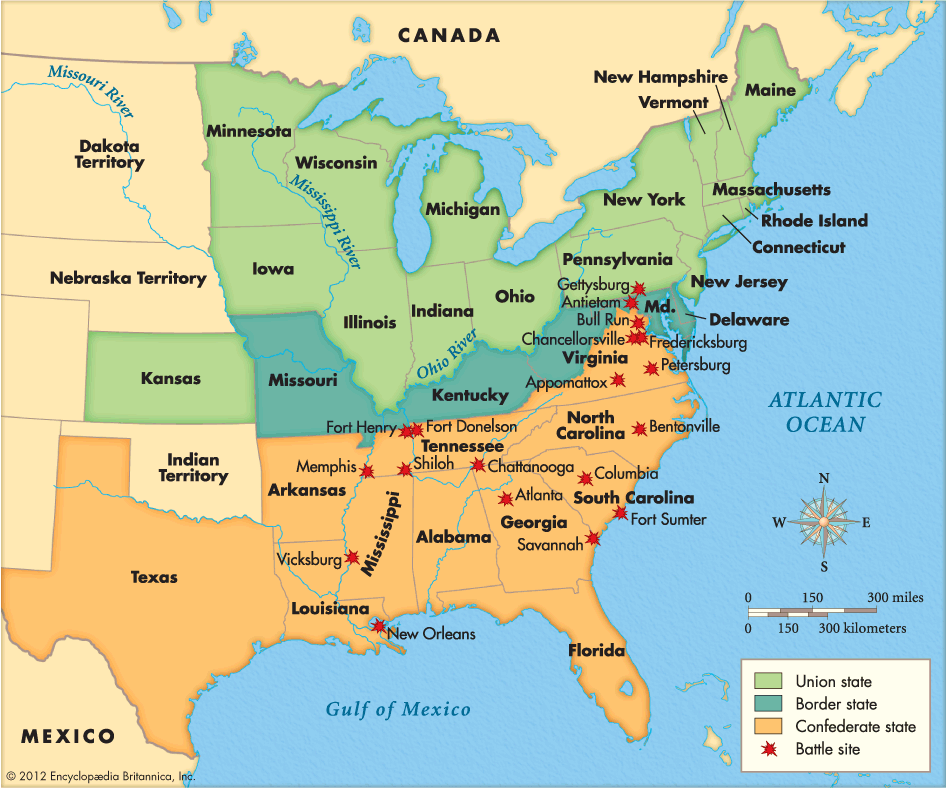 CANADA
Missouri River
New Hampshire
Maine
Vermont
Minnesota
Dakota
Territory
Wisconsin
Mississippi River
Michigan
New York
Massachusetts
Rhode Island
Connecticut
Iowa
Nebraska Territory
Pennsylvania
Gettysburg
New Jersey
Ohio
Indiana
Antietam
Md.
Illinois
Bull Run
Delaware
Chancellorsville
Fredericksburg
Ohio River
Virginia
Petersburg
Kansas
Missouri
Appomattox
Kentucky
ATLANTIC
OCEAN
Fort Henry
Fort Donelson
North
Carolina
Bentonville
Tennessee
Indian
Territory
Memphis
Shiloh
Chattanooga
Columbia
Arkansas
Atlanta
South Carolina
Mississippi
Georgia
Fort Sumter
Alabama
Savannah
N
W
E
S
Vicksburg
Texas
Louisiana
New Orleans
0 150 300 miles
0 150 300 kilometers
Florida
Gulf of Mexico
Union state
Border state
Confederate state
Battle site
MEXICO
© 2012 Encyclopædia Britannica, Inc.